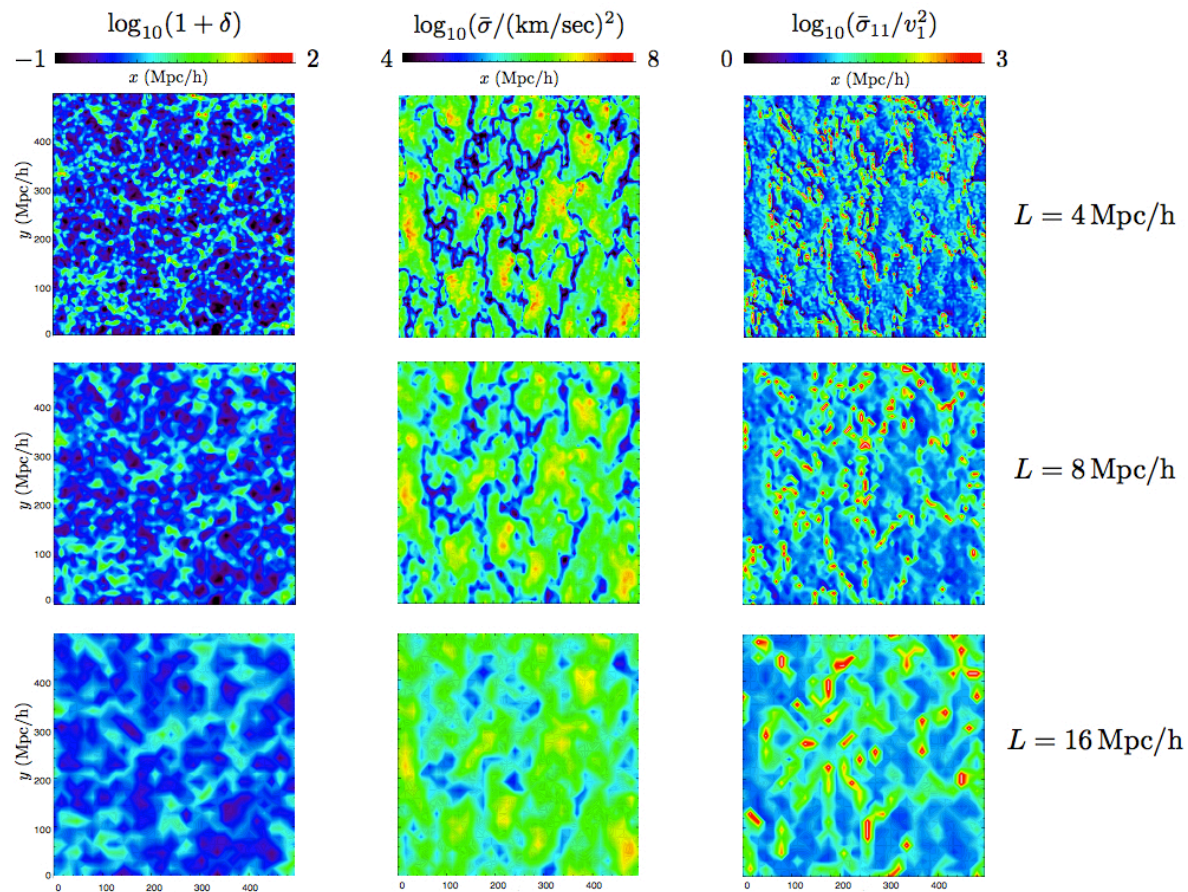 log₁₀(1 + δ)
log₁₀(σ̄/(km/sec)²)
log₁₀(σ̄₁₁/v₁²)
−1 2
4 8
0 3
x (Mpc/h)
x (Mpc/h)
y (Mpc/h)
400
300
200
100
0
L = 4 Mpc/h
y (Mpc/h)
400
300
200
100
0
L = 8 Mpc/h
y (Mpc/h)
400
300
200
100
0
L = 16 Mpc/h
0 100 200 300 400
0 100 200 300 400
0 100 200 300 400